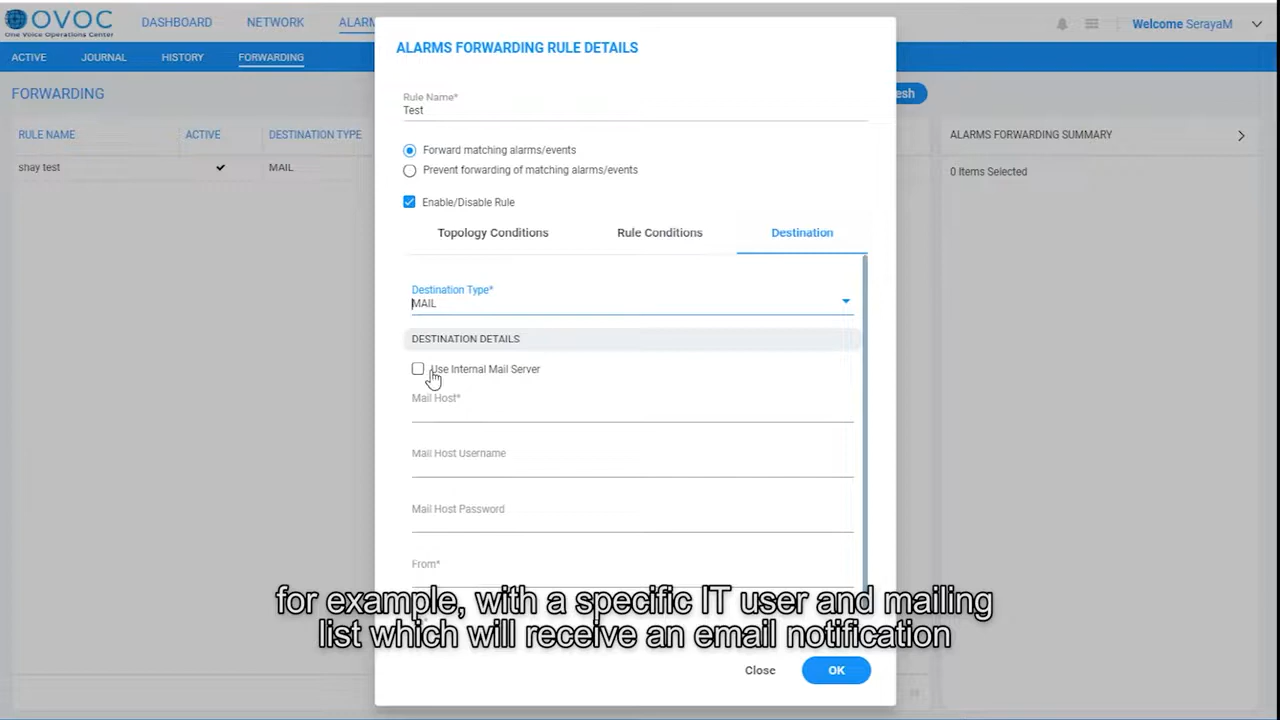 OVOC
One Voice Operations Center
DASHBOARD
NETWORK
ALARM
Welcome SerayaM
ACTIVE
JOURNAL
HISTORY
FORWARDING
FORWARDING
esh
RULE NAME
ACTIVE
DESTINATION TYPE
shay test
MAIL
ALARMS FORWARDING SUMMARY
0 Items Selected
ALARMS FORWARDING RULE DETAILS
Rule Name*
Test
Forward matching alarms/events
Prevent forwarding of matching alarms/events
Enable/Disable Rule
Topology Conditions
Rule Conditions
Destination
Destination Type*
MAIL
DESTINATION DETAILS
Use Internal Mail Server
Mail Host*
Mail Host Username
Mail Host Password
From*
for example, with a specific IT user and mailing
list which will receive an email notification
Close
OK